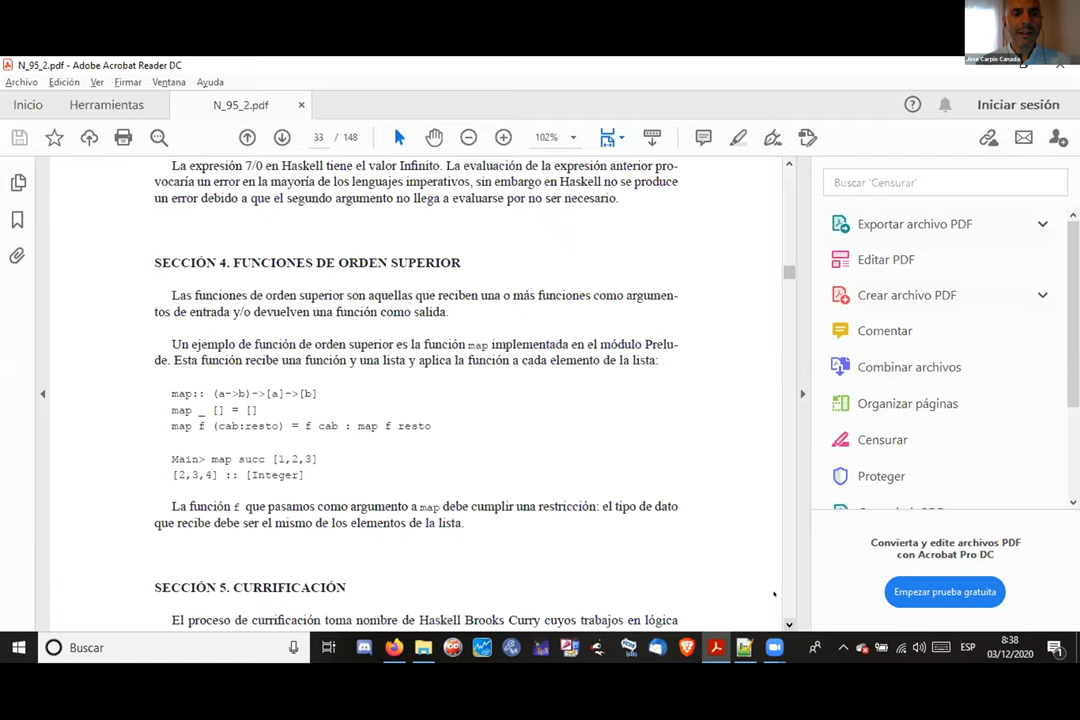 N_95_2.pdf - Adobe Acrobat Reader DC
Jose Carpio Cañada
Archivo Edición Ver Firmar Ventana Ayuda
Inicio Herramientas N_95_2.pdf × Iniciar sesión
33 / 148 102%
La expresión 7/0 en Haskell tiene el valor Infinito. La evaluación de la expresión anterior pro-
vocaría un error en la mayoría de los lenguajes imperativos, sin embargo en Haskell no se produce
un error debido a que el segundo argumento no llega a evaluarse por no ser necesario.
SECCIÓN 4. FUNCIONES DE ORDEN SUPERIOR
Las funciones de orden superior son aquellas que reciben una o más funciones como argumen-
tos de entrada y/o devuelven una función como salida.
Un ejemplo de función de orden superior es la función map implementada en el módulo Prelu-
de. Esta función recibe una función y una lista y aplica la función a cada elemento de la lista:
map:: (a->b)->[a]->[b]
map _ [] = []
map f (cab:resto) = f cab : map f resto
Main> map succ [1,2,3]
[2,3,4] :: [Integer]
La función f que pasamos como argumento a map debe cumplir una restricción: el tipo de dato
que recibe debe ser el mismo de los elementos de la lista.
SECCIÓN 5. CURRIFICACIÓN
El proceso de currificación toma nombre de Haskell Brooks Curry cuyos trabajos en lógica
Buscar 'Censurar'
Exportar archivo PDF
Editar PDF
Crear archivo PDF
Comentar
Combinar archivos
Organizar páginas
Censurar
Proteger
Convierta y edite archivos PDF
con Acrobat Pro DC
Empezar prueba gratuita
Buscar
ESP
8:38
03/12/2020
1